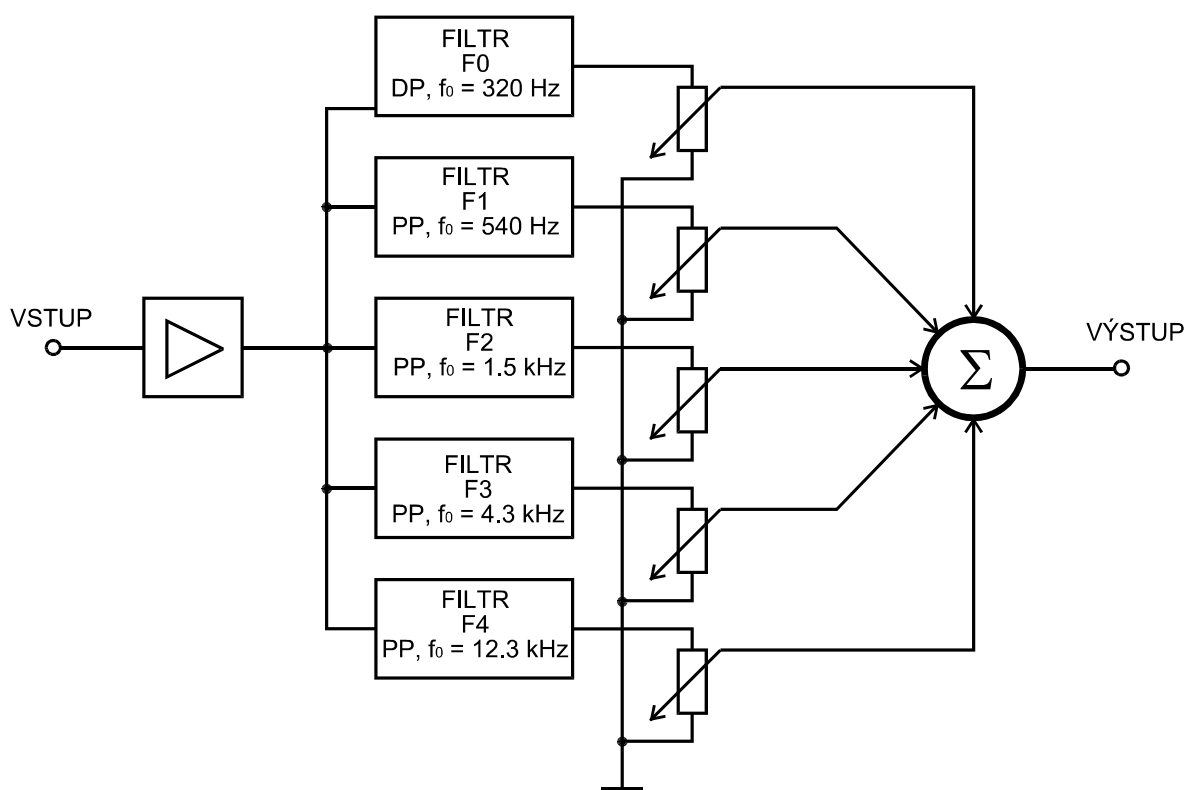 FILTR
F0
DP, f₀ = 320 Hz
FILTR
F1
PP, f₀ = 540 Hz
VSTUP
FILTR
F2
PP, f₀ = 1.5 kHz
Σ
VÝSTUP
FILTR
F3
PP, f₀ = 4.3 kHz
FILTR
F4
PP, f₀ = 12.3 kHz